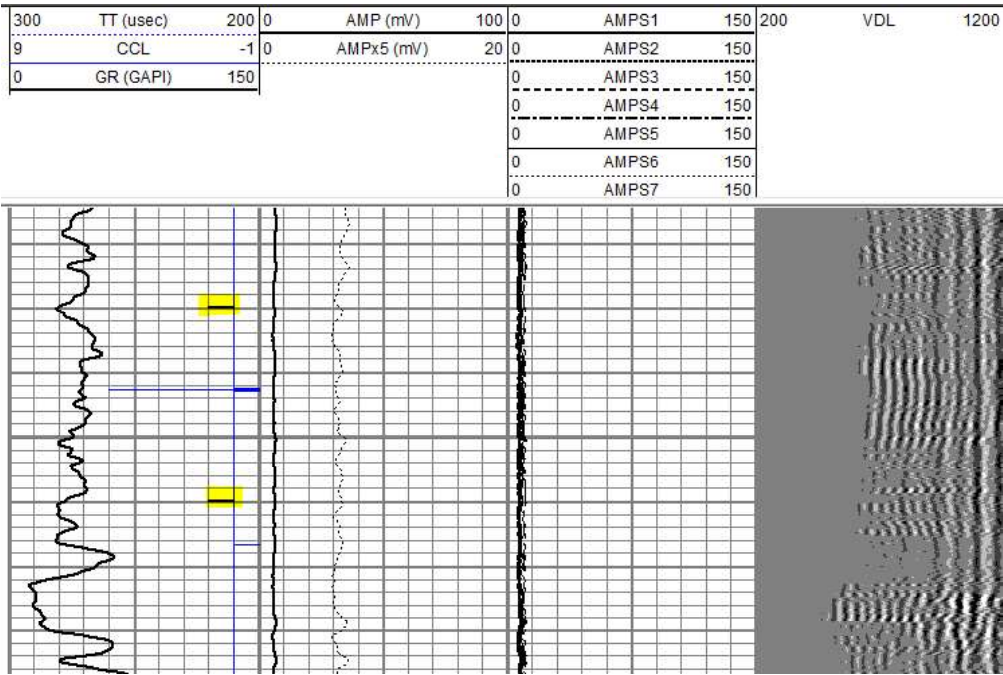 300 TT (usec) 200 0 AMP (mV) 100 0 AMPS1 150 200 VDL 1200
9 CCL -1 0 AMPx5 (mV) 20 0 AMPS2 150
0 GR (GAPI) 150 0 AMPS3 150
0 AMPS4 150
0 AMPS5 150
0 AMPS6 150
0 AMPS7 150